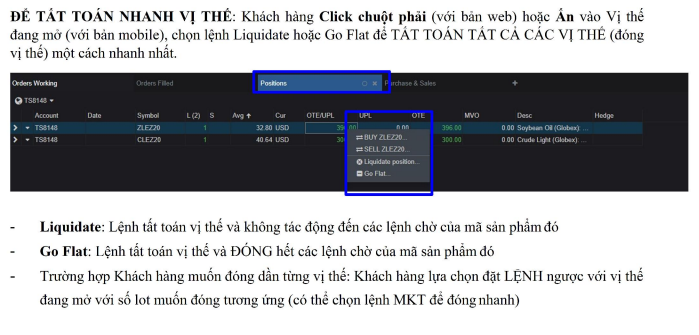 ĐỂ TẤT TOÁN NHANH VỊ THẾ: Khách hàng Click chuột phải (với bản web) hoặc Ấn vào Vị thế
đang mở (với bản mobile), chọn lệnh Liquidate hoặc Go Flat để TẤT TOÁN TẤT CẢ CÁC VỊ THẾ (đóng
vị thế) một cách nhanh nhất.
Orders Working Orders Filled Positions Purchase & Sales +
TS8148
Account Date Symbol L (2) S Avg ↑ Cur OTE/UPL UPL OTE MVO Desc Hedge
> TS8148 ZLEZ20 1 32.80 USD 0.00 396.00 0.00 Soybean Oil (Globex): ...
> TS8148 CLEZ20 1 40.64 USD 300.00 0.00 Crude Light (Globex): ...
BUY ZLEZ20...
SELL ZLEZ20...
Liquidate position...
Go Flat...
- Liquidate: Lệnh tất toán vị thế và không tác động đến các lệnh chờ của mã sản phẩm đó
- Go Flat: Lệnh tất toán vị thế và ĐÓNG hết các lệnh chờ của mã sản phẩm đó
- Trường hợp Khách hàng muốn đóng dần từng vị thế: Khách hàng lựa chọn đặt LỆNH ngược với vị thế
đang mở với số lot muốn đóng tương ứng (có thể chọn lệnh MKT để đóng nhanh)